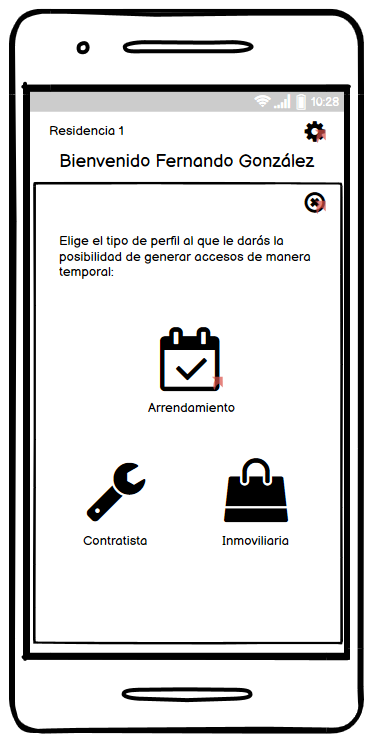 10:28
Residencia 1
Bienvenido Fernando González
Elige el tipo de perfil al que le darás la
posibilidad de generar accesos de manera
temporal:
Arrendamiento
Contratista
Inmoviliaria